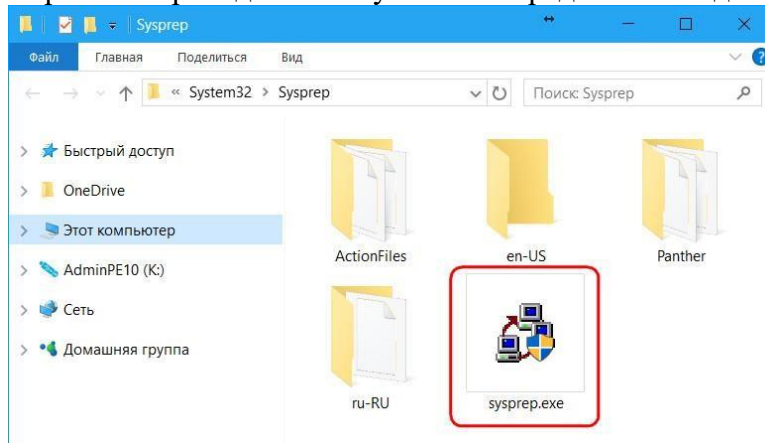 Sysprep
Файл Главная Поделиться Вид
« System32 > Sysprep
Поиск: Sysprep
Быстрый доступ
OneDrive
Этот компьютер
AdminPE10 (K:)
Сеть
Домашняя группа
ActionFiles
en-US
Panther
ru-RU
sysprep.exe